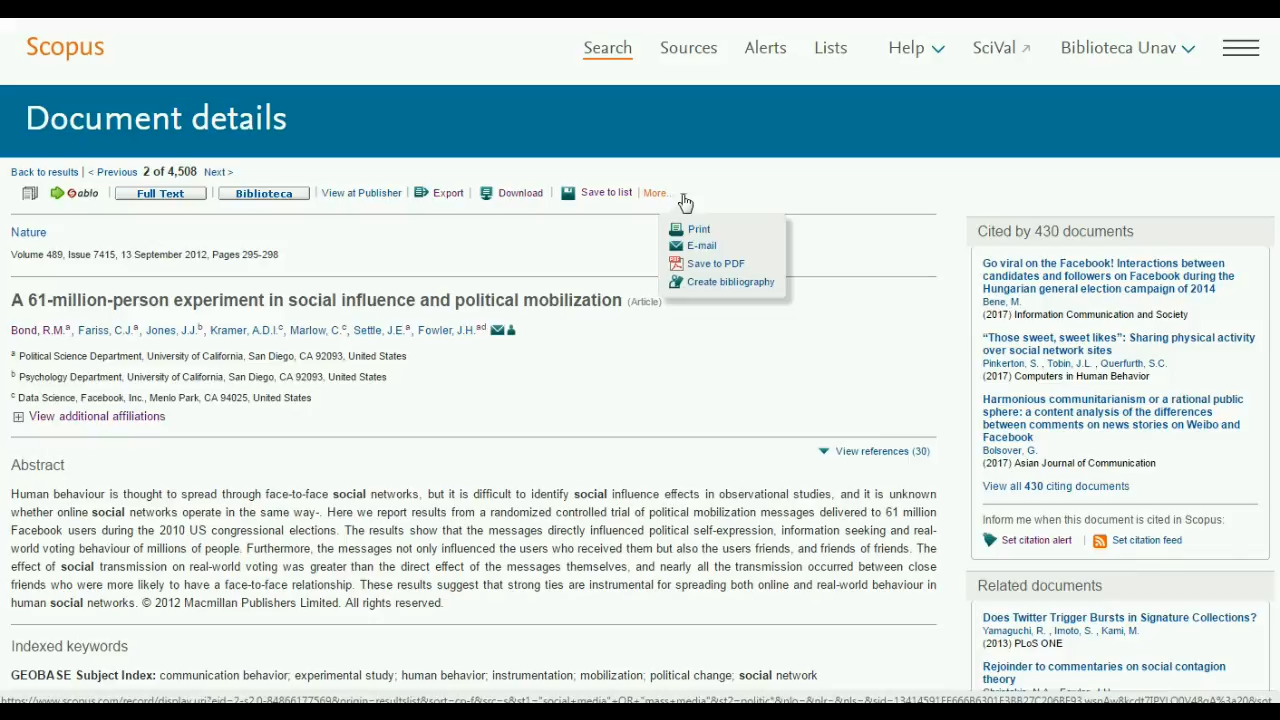 Scopus
Search Sources Alerts Lists Help SciVal Biblioteca Unav
Document details
Back to results | < Previous 2 of 4,508 Next >
Gablo | Full Text | Biblioteca | View at Publisher | Export | Download | Save to list | More...
Print
E-mail
Save to PDF
Create bibliography
Nature
Volume 489, Issue 7415, 13 September 2012, Pages 295-298
A 61-million-person experiment in social influence and political mobilization (Article)
Bond, R.M.a, Fariss, C.J.a, Jones, J.J.b, Kramer, A.D.I.c, Marlow, C.c, Settle, J.E.a, Fowler, J.H.ad
a Political Science Department, University of California, San Diego, CA 92093, United States
b Psychology Department, University of California, San Diego, CA 92093, United States
c Data Science, Facebook, Inc., Menlo Park, CA 94025, United States
View additional affiliations
View references (30)
Abstract
Human behaviour is thought to spread through face-to-face social networks, but it is difficult to identify social influence effects in observational studies, and it is unknown
whether online social networks operate in the same way-. Here we report results from a randomized controlled trial of political mobilization messages delivered to 61 million
Facebook users during the 2010 US congressional elections. The results show that the messages directly influenced political self-expression, information seeking and real-
world voting behaviour of millions of people. Furthermore, the messages not only influenced the users who received them but also the users friends, and friends of friends. The
effect of social transmission on real-world voting was greater than the direct effect of the messages themselves, and nearly all the transmission occurred between close
friends who were more likely to have a face-to-face relationship. These results suggest that strong ties are instrumental for spreading both online and real-world behaviour in
human social networks. © 2012 Macmillan Publishers Limited. All rights reserved.
Indexed keywords
GEOBASE Subject Index: communication behavior; experimental study; human behavior; instrumentation; mobilization; political change; social network
Cited by 430 documents
Go viral on the Facebook! Interactions between
candidates and followers on Facebook during the
Hungarian general election campaign of 2014
Bene, M.
(2017) Information Communication and Society
“Those sweet, sweet likes”: Sharing physical activity
over social network sites
Pinkerton, S. , Tobin, J.L. , Querfurth, S.C.
(2017) Computers in Human Behavior
Harmonious communitarianism or a rational public
sphere: a content analysis of the differences
between comments on news stories on Weibo and
Facebook
Bolsover, G.
(2017) Asian Journal of Communication
View all 430 citing documents
Inform me when this document is cited in Scopus:
Set citation alert | Set citation feed
Related documents
Does Twitter Trigger Bursts in Signature Collections?
Yamaguchi, R. , Imoto, S. , Kami, M.
(2013) PLoS ONE
Rejoinder to commentaries on social contagion
theory